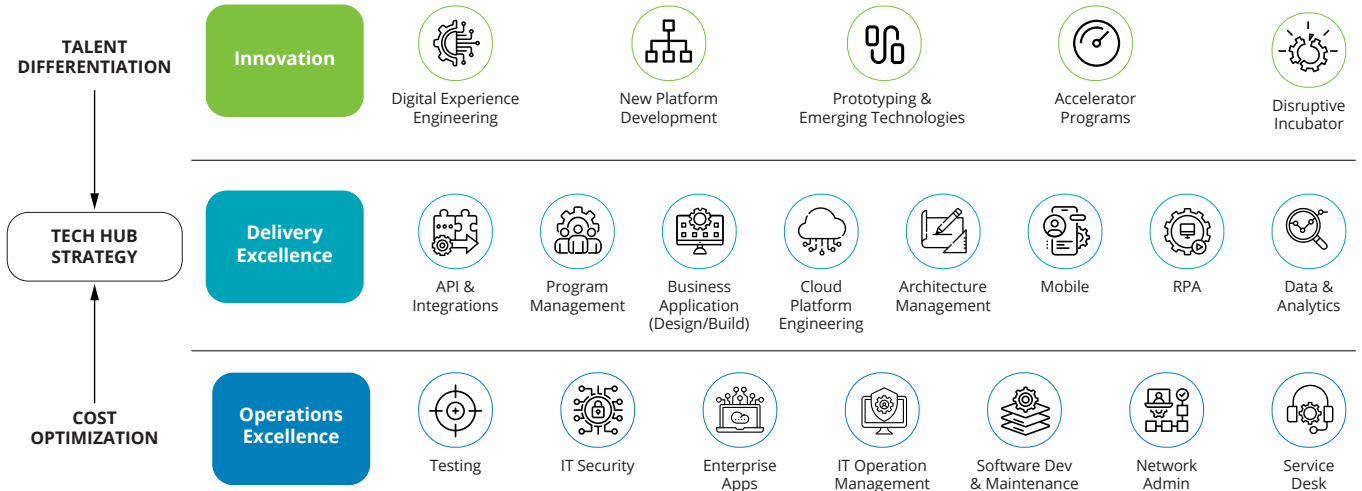 TALENT
DIFFERENTIATION
TECH HUB
STRATEGY
COST
OPTIMIZATION
Innovation
Digital Experience
Engineering
New Platform
Development
Prototyping &
Emerging Technologies
Accelerator
Programs
Disruptive
Incubator
Delivery
Excellence
API &
Integrations
Program
Management
Business
Application
(Design/Build)
Cloud
Platform
Engineering
Architecture
Management
Mobile
RPA
Data &
Analytics
Operations
Excellence
Testing
IT Security
Enterprise
Apps
IT Operation
Management
Software Dev
& Maintenance
Network
Admin
Service
Desk